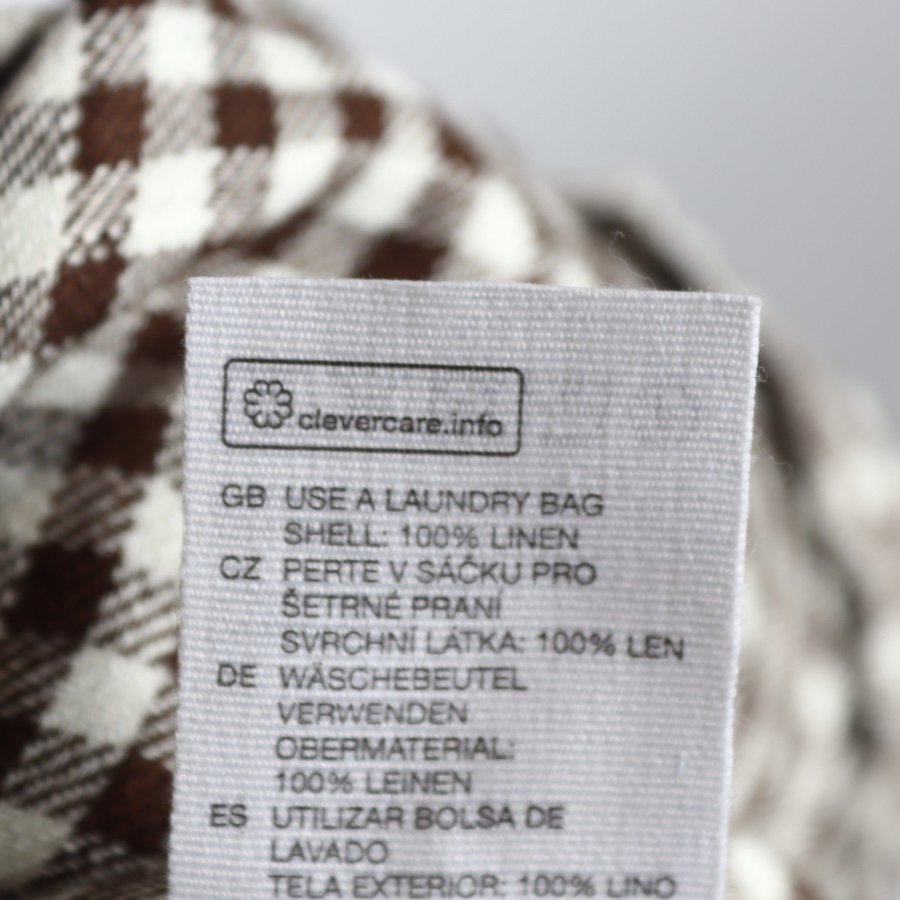 clevercare.info
GB USE A LAUNDRY BAG
SHELL: 100% LINEN
CZ PERTE V SÁČKU PRO
ŠETRNÉ PRANÍ
SVRCHNÍ LÁTKA: 100% LEN
DE WÄSCHEBEUTEL
VERWENDEN
OBERMATERIAL:
100% LEINEN
ES UTILIZAR BOLSA DE
LAVADO
TELA EXTERIOR: 100% LINO